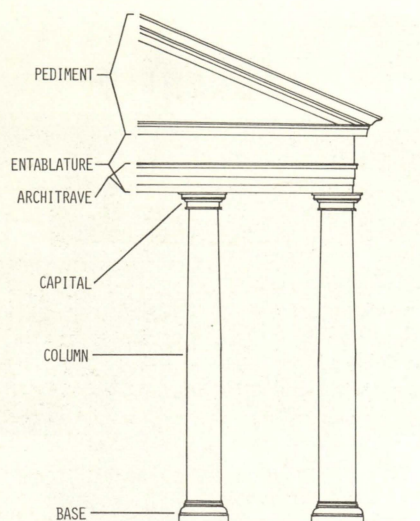 PEDIMENT
ENTABLATURE
ARCHITRAVE
CAPITAL
COLUMN
BASE